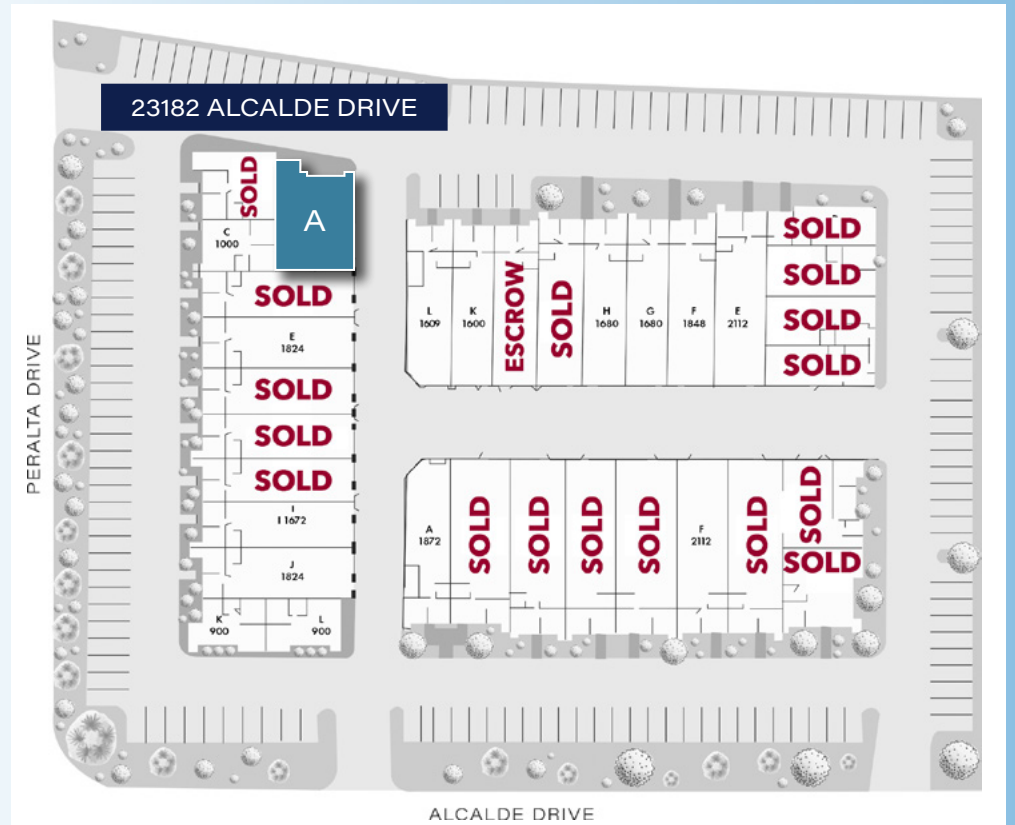 23182 ALCALDE DRIVE
SOLD
A
C
1000
SOLD
E
1824
SOLD
SOLD
SOLD
I
I 1672
J
1824
K
900
L
900
L
1609
K
1600
ESCROW
SOLD
H
1680
G
1680
F
1848
E
2112
SOLD
SOLD
SOLD
SOLD
A
1872
SOLD
SOLD
SOLD
SOLD
F
2112
SOLD
SOLD
SOLD
PERALTA DRIVE
ALCALDE DRIVE